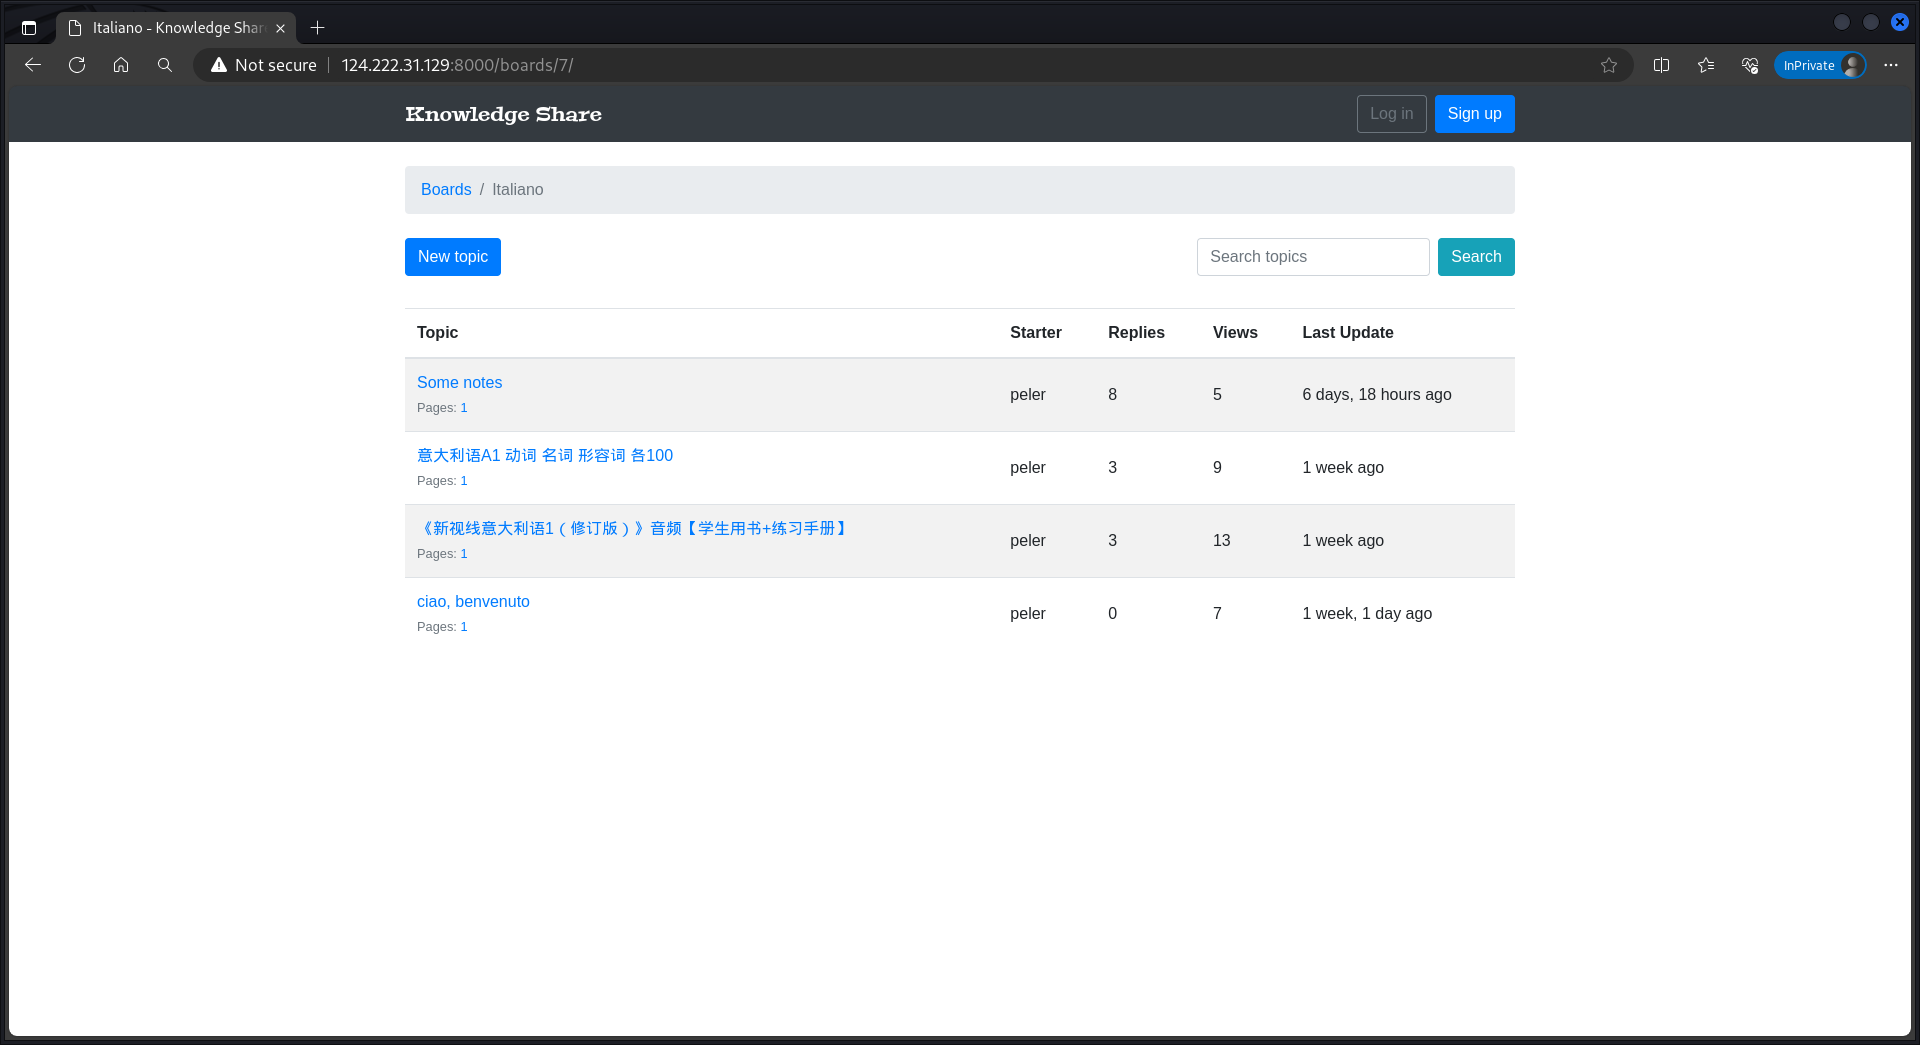 Italiano - Knowledge Shar
Not secure 124.222.31.129:8000/boards/7/ InPrivate
Knowledge Share Log in Sign up
Boards / Italiano
New topic Search topics Search
Topic Starter Replies Views Last Update
Some notes peler 8 5 6 days, 18 hours ago
Pages: 1
意大利语A1 动词 名词 形容词 各100 peler 3 9 1 week ago
Pages: 1
《新视线意大利语1（修订版）》音频【学生用书+练习手册】 peler 3 13 1 week ago
Pages: 1
ciao, benvenuto peler 0 7 1 week, 1 day ago
Pages: 1